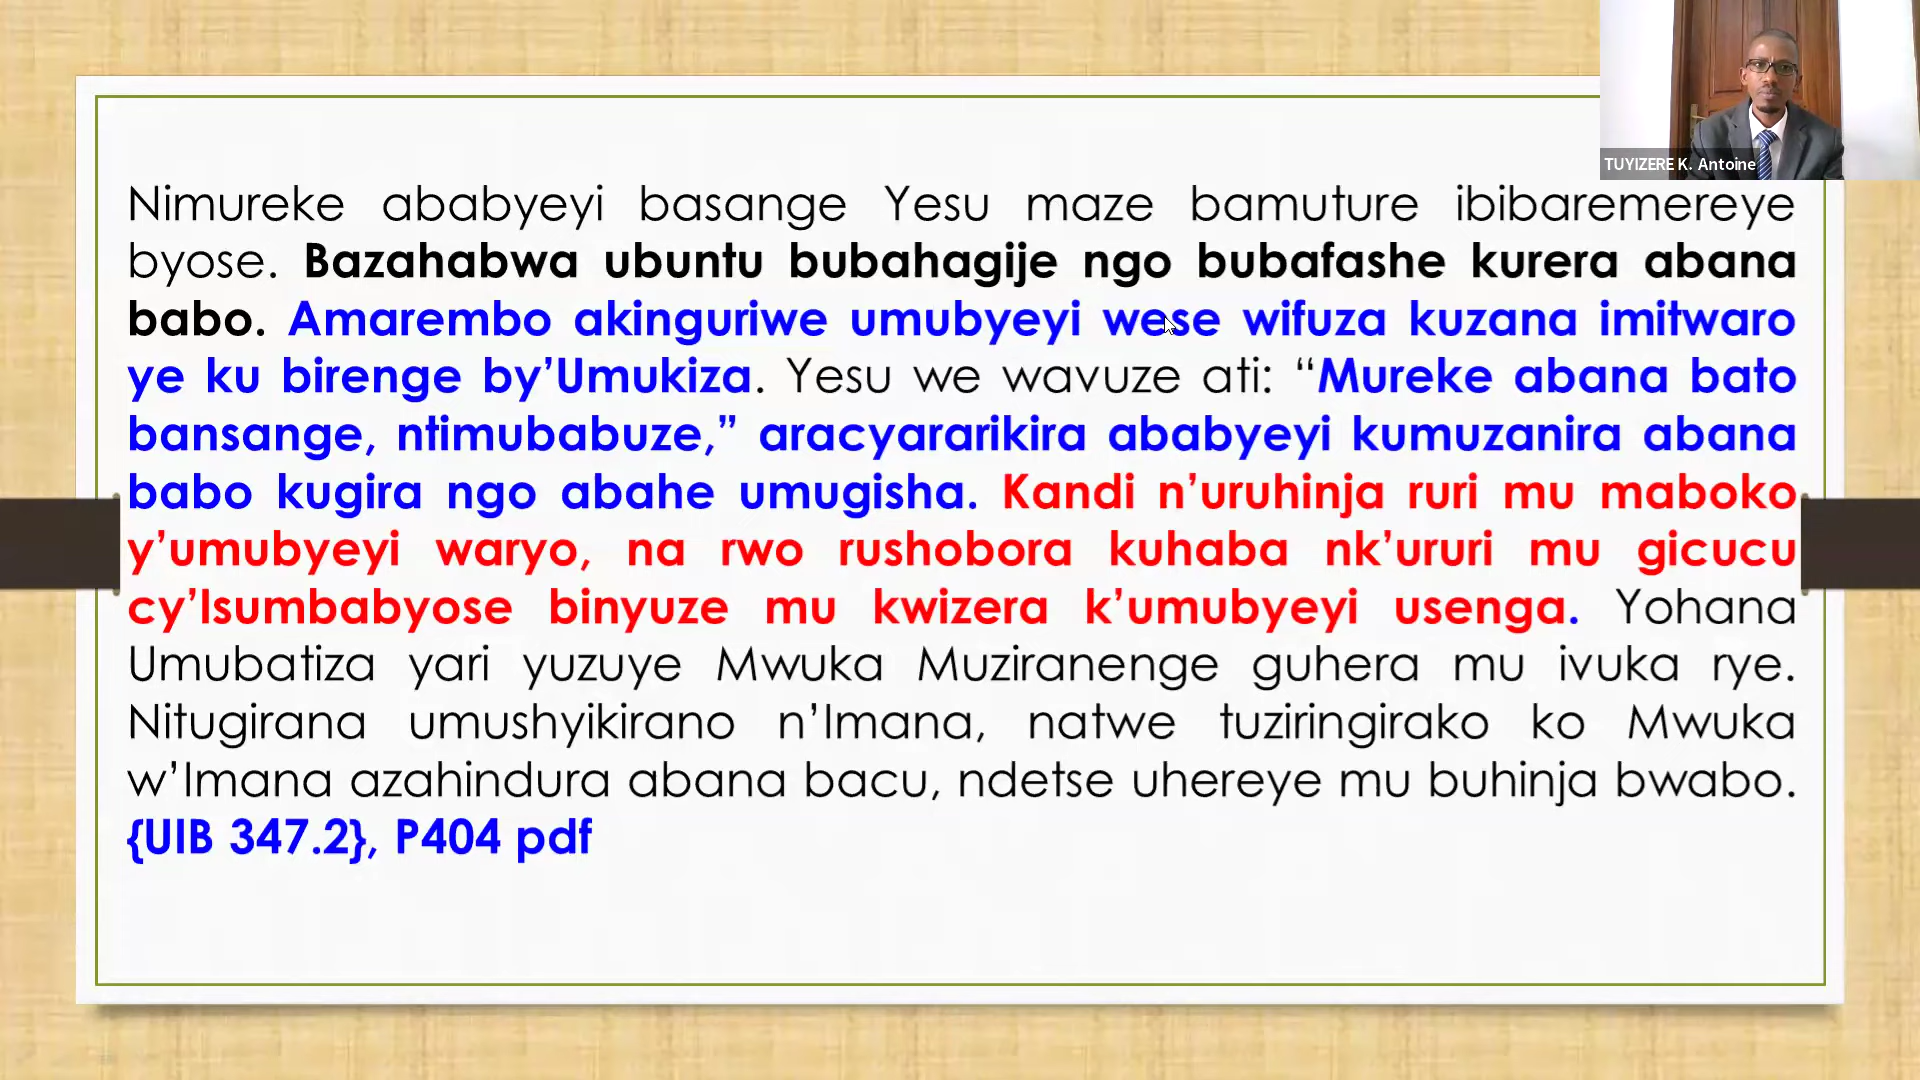 TUYIZERE K. Antoine
Nimureke ababyeyi basange Yesu maze bamuture ibibaremereye
byose. Bazahabwa ubuntu bubahagije ngo bubafashe kurera abana
babo. Amarembo akinguriwe umubyeyi wese wifuza kuzana imitwaro
ye ku birenge by’Umukiza. Yesu we wavuze ati: “Mureke abana bato
bansange, ntimubabuze,” aracyararikira ababyeyi kumuzanira abana
babo kugira ngo abahe umugisha. Kandi n’uruhinja ruri mu maboko
y’umubyeyi waryo, na rwo rushobora kuhaba nk’ururi mu gicucu
cy’Isumbabyose binyuze mu kwizera k’umubyeyi usenga. Yohana
Umubatiza yari yuzuye Mwuka Muziranenge guhera mu ivuka rye.
Nitugirana umushyikirano n’Imana, natwe tuziringirako ko Mwuka
w’Imana azahindura abana bacu, ndetse uhereye mu buhinja bwabo.
{UIB 347.2}, P404 pdf